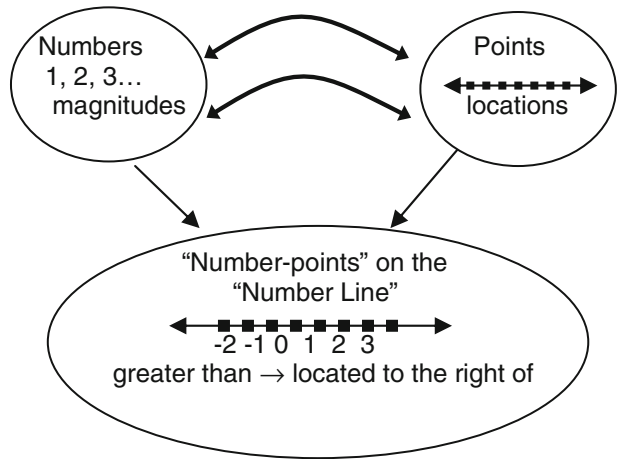 Numbers
1, 2, 3…
magnitudes
Points
locations
“Number-points” on the
“Number Line”
-2 -1 0 1 2 3
greater than → located to the right of